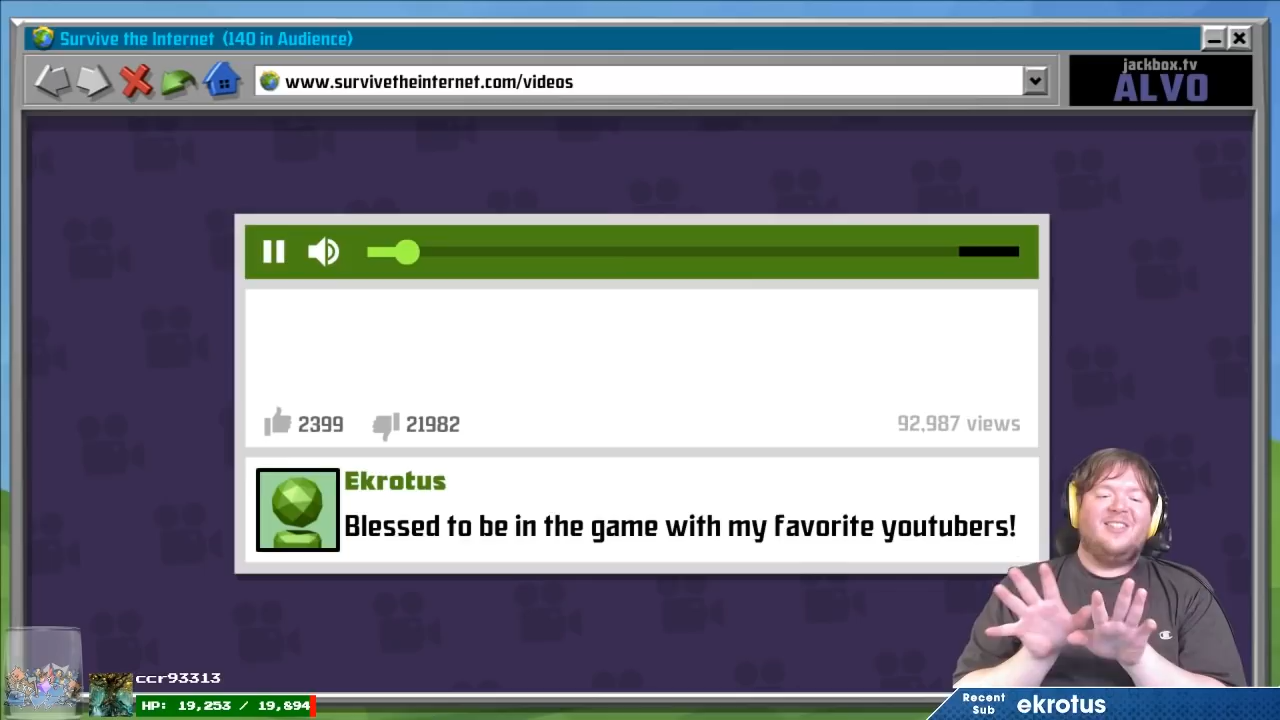 Survive the Internet (140 in Audience)
www.survivetheinternet.com/videos
jackbox.tv
ALVO
2399
21982
92,987 views
Ekrotus
Blessed to be in the game with my favorite youtubers!
ccr93313
HP: 19,253 / 19,894
Recent
Sub
ekrotus